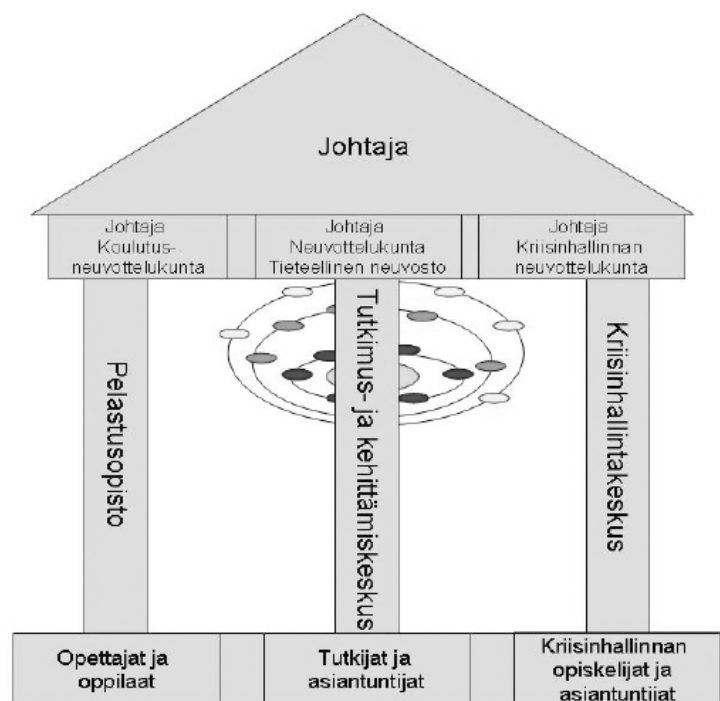 Johtaja
Johtaja
Koulutus-
neuvottelukunta
Johtaja
Neuvottelukunta
Tieteellinen neuvosto
Johtaja
Kriisinhallinnan
neuvottelukunta
Pelastusopisto
Tutkimus- ja kehittämiskeskus
Kriisinhallintakeskus
Opettajat ja
oppilaat
Tutkijat ja
asiantuntijat
Kriisinhallinnan
opiskelijat ja
asiantuntijat